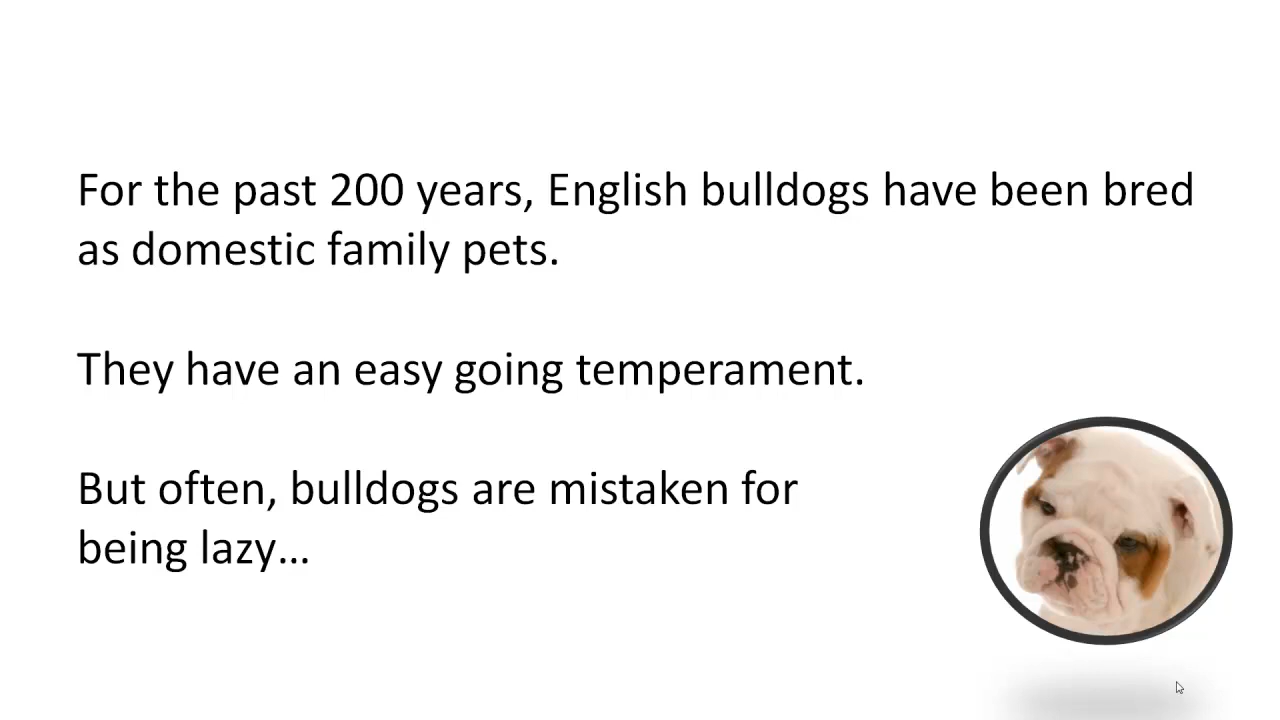 For the past 200 years, English bulldogs have been bred
as domestic family pets.
They have an easy going temperament.
But often, bulldogs are mistaken for
being lazy...